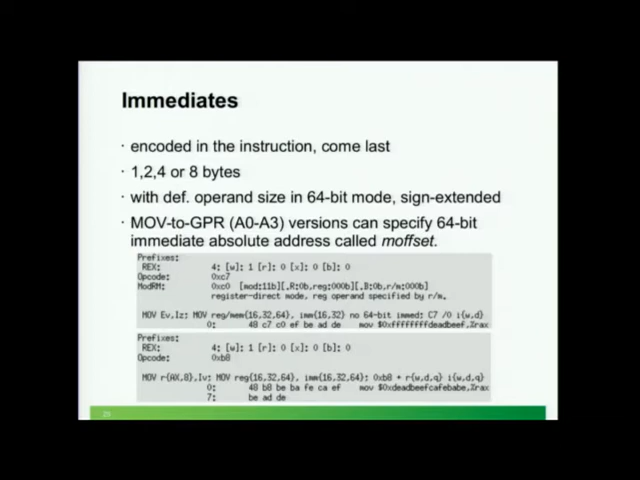 Immediates
· encoded in the instruction, come last
· 1,2,4 or 8 bytes
· with def. operand size in 64-bit mode, sign-extended
· MOV-to-GPR (A0-A3) versions can specify 64-bit
immediate absolute address called moffset.
Prefixes:
REX: 4: [w]: 1 [r]: 0 [x]: 0 [b]: 0
Opcode: 0xc7
ModRM: 0xc0 [mod:11b][.R:0b,reg:000b][.B:0b,r/m:000b]
register-direct mode, reg operand specified by r/m.
MOV Ev,Iz: MOV reg/mem{16,32,64}, imm{16,32} no 64-bit immed: C7 /0 i{w,d}
0: 48 c7 c0 ef be ad de mov $0xffffffffdeadbeef,%rax
Prefixes:
REX: 4: [w]: 1 [r]: 0 [x]: 0 [b]: 0
Opcode: 0xb8
MOV r{AX,8},Iv: MOV reg{16,32,64}, imm{16,32,64}: 0xb8 + r{w,d,q} i{w,d,q}
0: 48 b8 be ba fe ca ef mov $0xdeadbeefcafebabe,%rax
7: be ad de